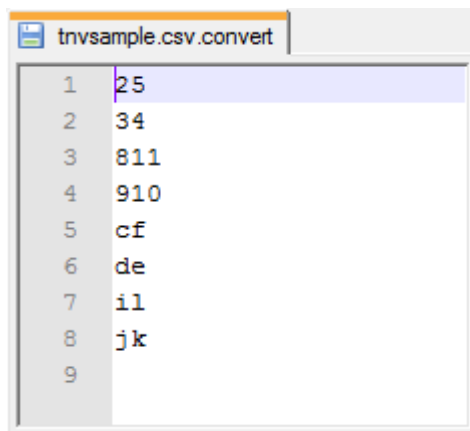 tnvsample.csv.convert
1 25
2 34
3 811
4 910
5 cf
6 de
7 il
8 jk
9